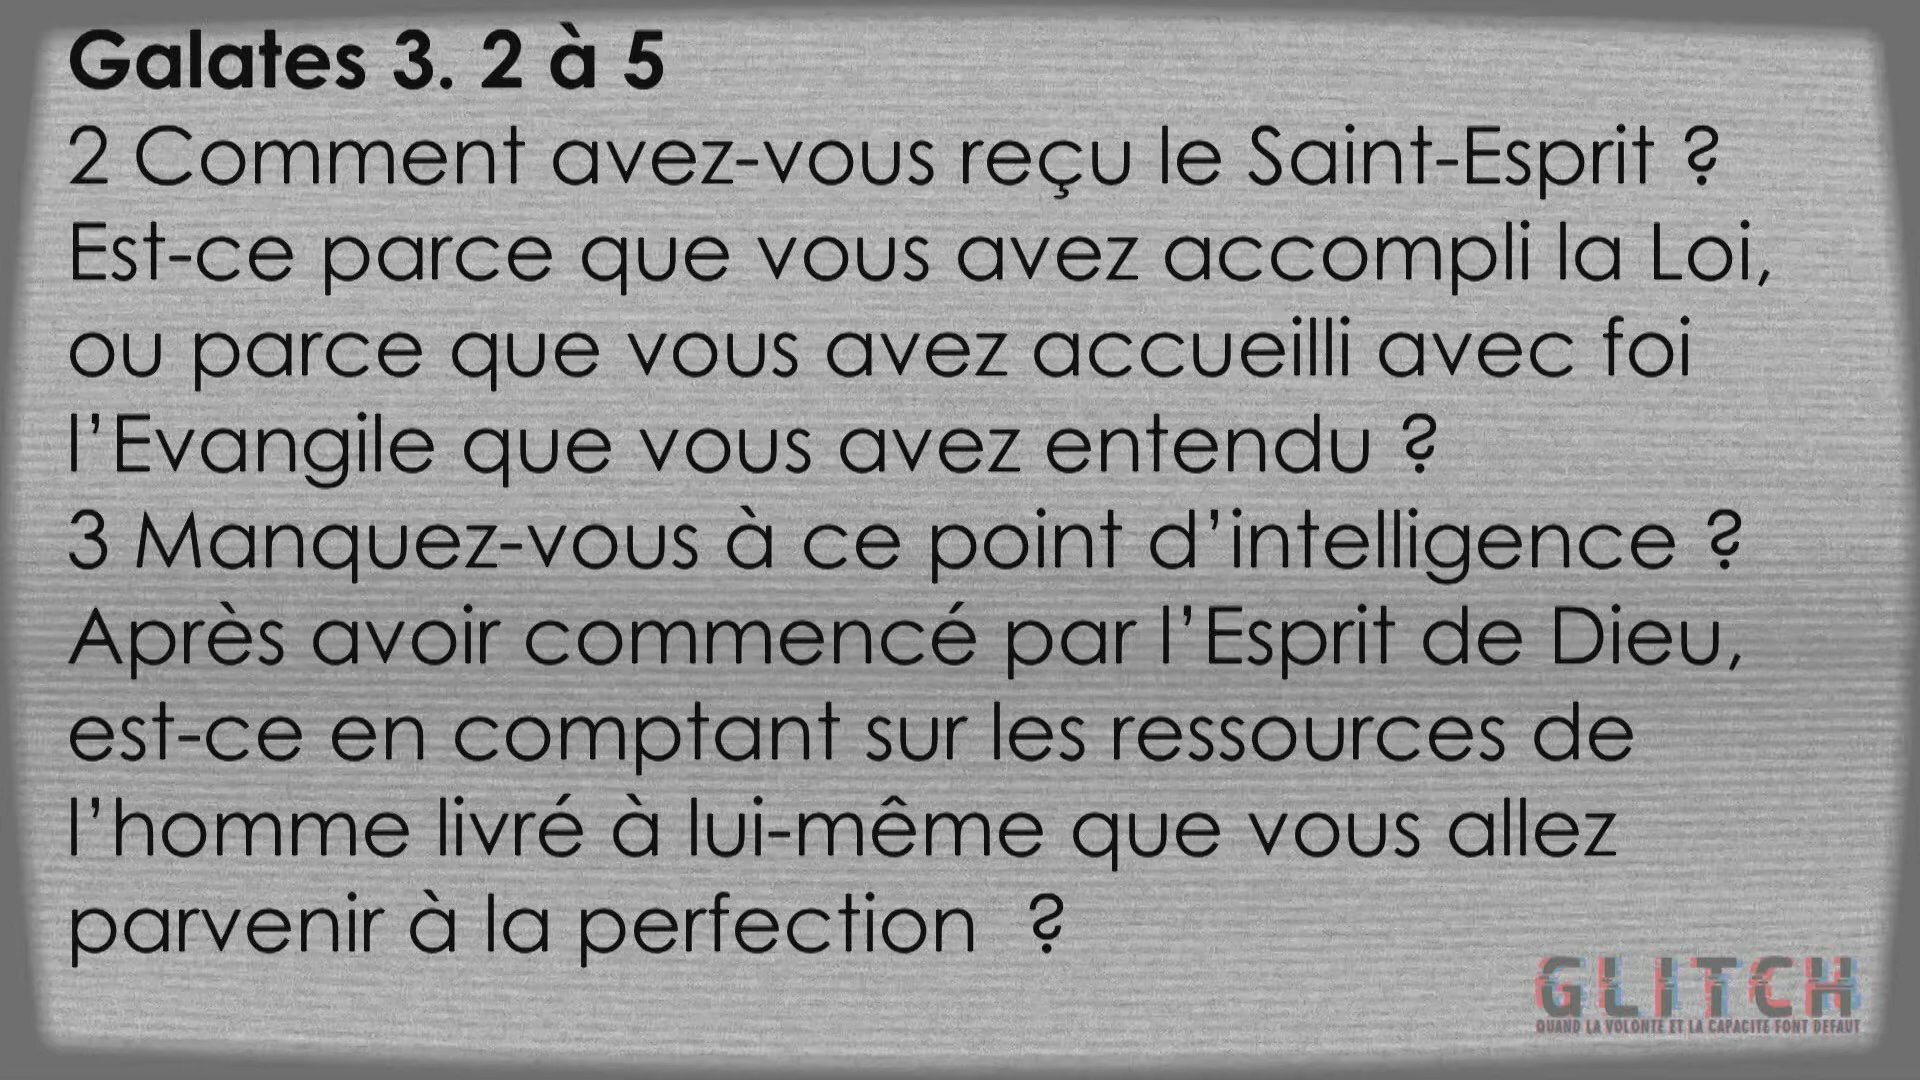 Galates 3. 2 à 5
2 Comment avez-vous reçu le Saint-Esprit ?
Est-ce parce que vous avez accompli la Loi,
ou parce que vous avez accueilli avec foi
l’Evangile que vous avez entendu ?
3 Manquez-vous à ce point d’intelligence ?
Après avoir commencé par l’Esprit de Dieu,
est-ce en comptant sur les ressources de
l’homme livré à lui-même que vous allez
parvenir à la perfection  ?
GLITCH
QUAND LA VOLONTE ET LA CAPACITE FONT DEFAUT